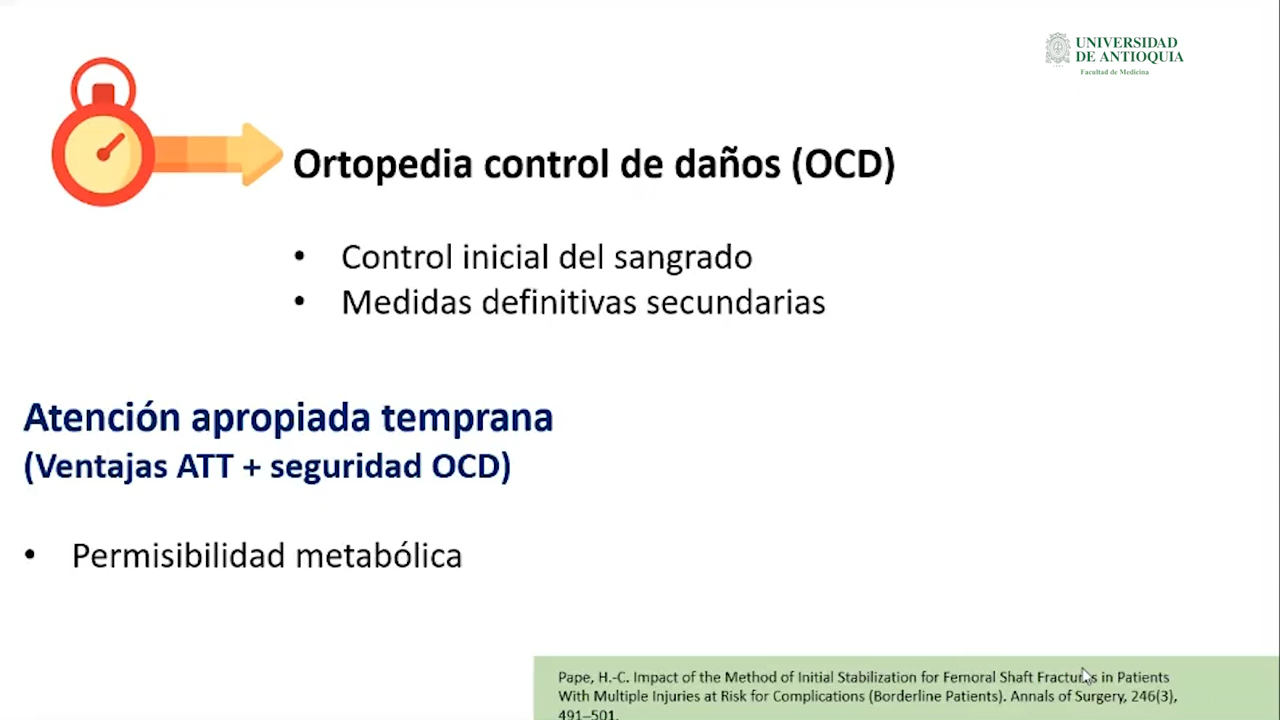 UNIVERSIDAD
DE ANTIOQUIA
Facultad de Medicina
Ortopedia control de daños (OCD)
• Control inicial del sangrado
• Medidas definitivas secundarias
Atención apropiada temprana
(Ventajas ATT + seguridad OCD)
• Permisibilidad metabólica
Pape, H.-C. Impact of the Method of Initial Stabilization for Femoral Shaft Fractures in Patients
With Multiple Injuries at Risk for Complications (Borderline Patients). Annals of Surgery, 246(3),
491–501.